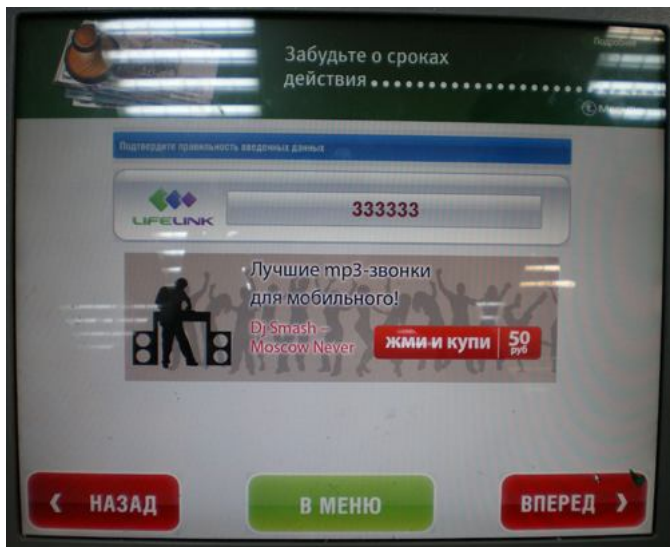 Забудьте о сроках
действия
Подробнее
Подтвердите правильность введенных данных
LIFELINK
333333
Лучшие mp3-звонки
для мобильного!
Dj Smash –
Moscow Never
жми и купи
50
руб
НАЗАД
В МЕНЮ
ВПЕРЕД